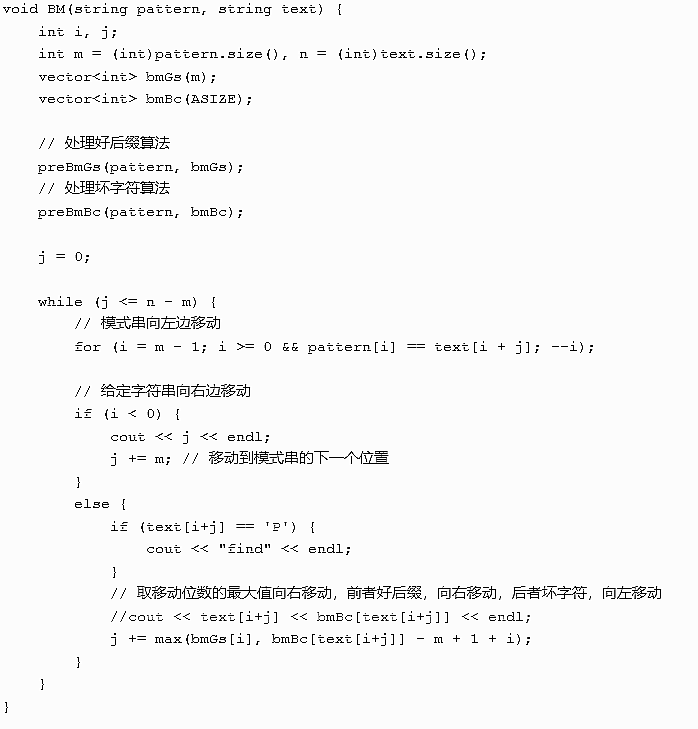 void BM(string pattern, string text) {
    int i, j;
    int m = (int)pattern.size(), n = (int)text.size();
    vector<int> bmGs(m);
    vector<int> bmBc(ASIZE);

    // 处理好后缀算法
    preBmGs(pattern, bmGs);
    // 处理坏字符算法
    preBmBc(pattern, bmBc);

    j = 0;

    while (j <= n - m) {
        // 模式串向左边移动
        for (i = m - 1; i >= 0 && pattern[i] == text[i + j]; --i);

        // 给定字符串向右边移动
        if (i < 0) {
            cout << j << endl;
            j += m; // 移动到模式串的下一个位置
        }
        else {
            if (text[i+j] == 'P') {
                cout << "find" << endl;
            }
            // 取移动位数的最大值向右移动，前者好后缀，向右移动，后者坏字符，向左移动
            //cout << text[i+j] << bmBc[text[i+j]] << endl;
            j += max(bmGs[i], bmBc[text[i+j]] - m + 1 + i);
        }
    }
}